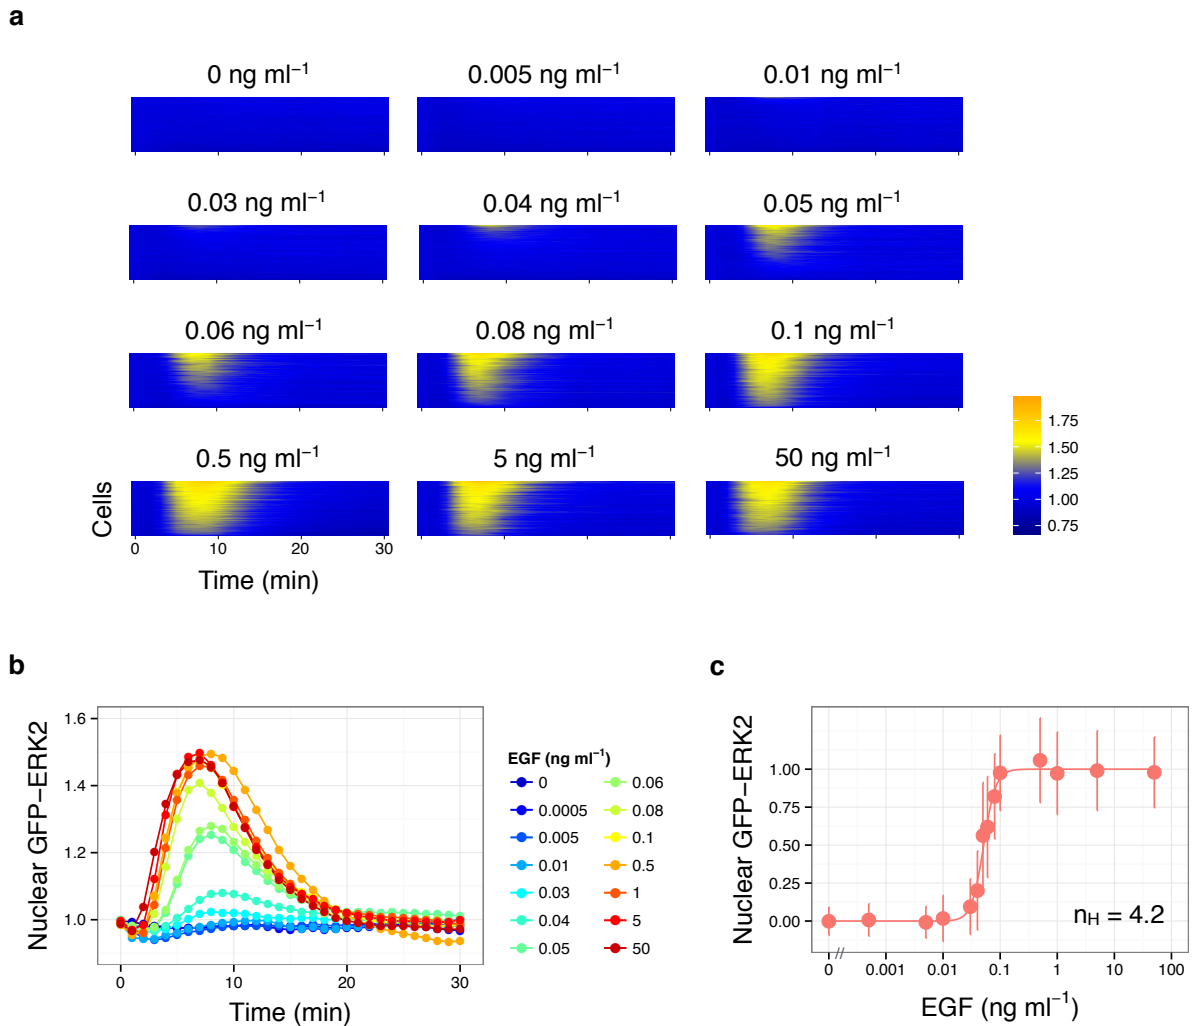 a
0 ng ml⁻¹ 0.005 ng ml⁻¹ 0.01 ng ml⁻¹
0.03 ng ml⁻¹ 0.04 ng ml⁻¹ 0.05 ng ml⁻¹
0.06 ng ml⁻¹ 0.08 ng ml⁻¹ 0.1 ng ml⁻¹
0.5 ng ml⁻¹ 5 ng ml⁻¹ 50 ng ml⁻¹
Cells
0 10 30
Time (min)
1.75
1.50
1.25
1.00
0.75
b
Nuclear GFP−ERK2
1.6
1.4
1.2
1.0
0 10 20 30
Time (min)
EGF (ng ml⁻¹)
0 0.06
0.0005 0.08
0.005 0.1
0.01 0.5
0.03 1
0.04 5
0.05 50
c
Nuclear GFP−ERK2
1.00
0.75
0.50
0.25
0.00
n_H = 4.2
0 // 0.001 0.01 0.1 1 10 100
EGF (ng ml⁻¹)